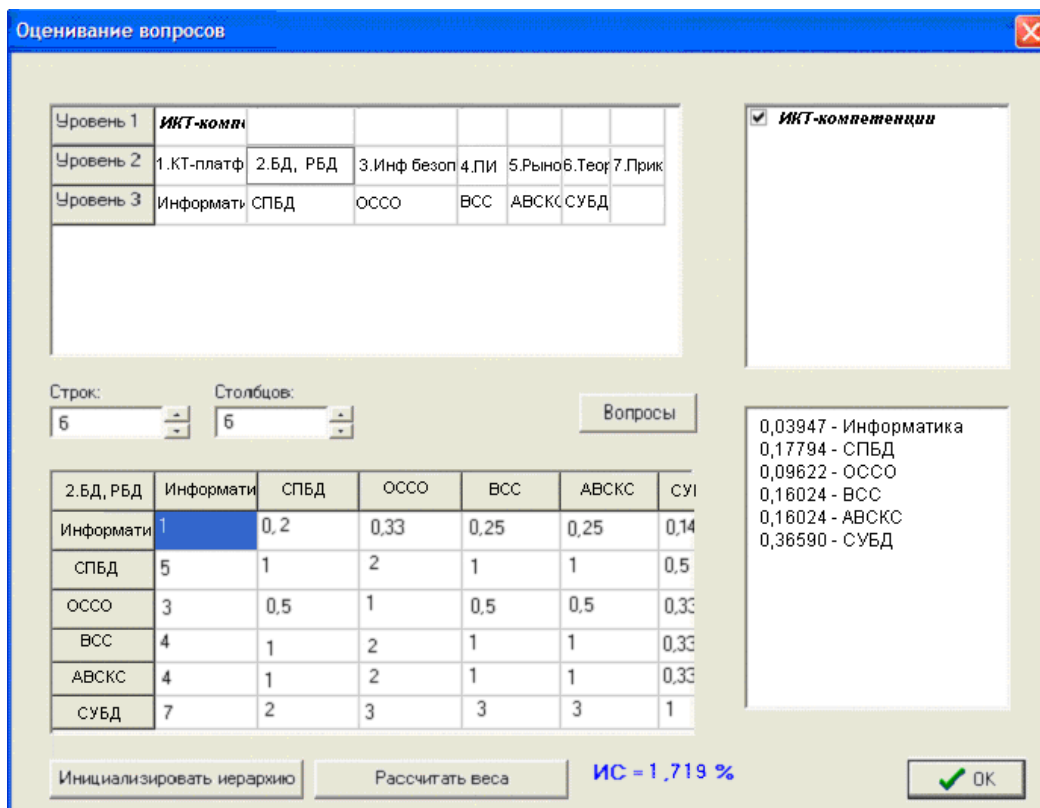 Оценивание вопросов
Уровень 1 ИКТ-компе
Уровень 2 1.КТ-платф 2.БД, РБД 3.Инф безоп 4.ПИ 5.Рыно 6.Теор 7.Прик
Уровень 3 Информати СПБД ОССО ВСС АВСКС СУБД
ИКТ-компетенции
Строк: Столбцов:
6 6 Вопросы
0,03947 - Информатика
0,17794 - СПБД
0,09622 - ОССО
0,16024 - ВСС
0,16024 - АВСКС
0,36590 - СУБД
2.БД, РБД Информати СПБД ОССО ВСС АВСКС СУ
Информати 1 0,2 0,33 0,25 0,25 0,14
СПБД 5 1 2 1 1 0,5
ОССО 3 0,5 1 0,5 0,5 0,33
ВСС 4 1 2 1 1 0,33
АВСКС 4 1 2 1 1 0,33
СУБД 7 2 3 3 3 1
Инициализировать иерархию Рассчитать веса ИС = 1,719 % OK